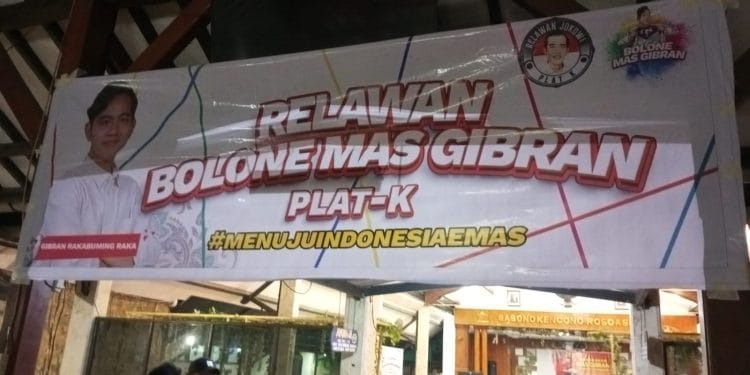 RELAWAN JOKOWI
PLAT-K
BOLONE
MAS GIBRAN
RELAWAN
BOLONE MAS GIBRAN
PLAT-K
#MENUJUINDONESIAEMAS
GIBRAN RAKABUMING RAKA